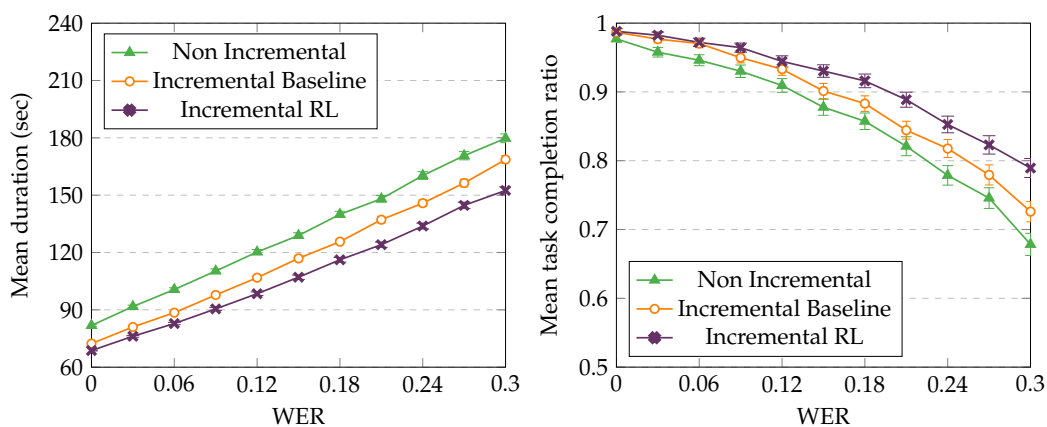 240
210
180
150
120
90
60
Mean duration (sec)
Non Incremental
Incremental Baseline
Incremental RL
0
0.06
0.12
0.18
0.24
0.3
WER
1
0.9
0.8
0.7
0.6
0.5
Mean task completion ratio
Non Incremental
Incremental Baseline
Incremental RL
0
0.06
0.12
0.18
0.24
0.3
WER